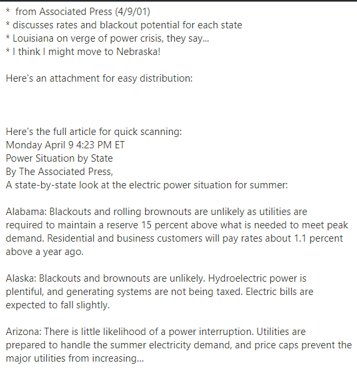 * from Associated Press (4/9/01)
* discusses rates and blackout potential for each state
* Louisiana on verge of power crisis, they say...
* I think I might move to Nebraska!
Here's an attachment for easy distribution:
Here's the full article for quick scanning:
Monday April 9 4:23 PM ET
Power Situation by State
By The Associated Press,
A state-by-state look at the electric power situation for summer:
Alabama: Blackouts and rolling brownouts are unlikely as utilities are
required to maintain a reserve 15 percent above what is needed to meet peak
demand. Residential and business customers will pay rates about 1.1 percent
above a year ago.
Alaska: Blackouts and brownouts are unlikely. Hydroelectric power is
plentiful, and generating systems are not being taxed. Electric bills are
expected to fall slightly.
Arizona: There is little likelihood of a power interruption. Utilities are
prepared to handle the summer electricity demand, and price caps prevent the
major utilities from increasing...